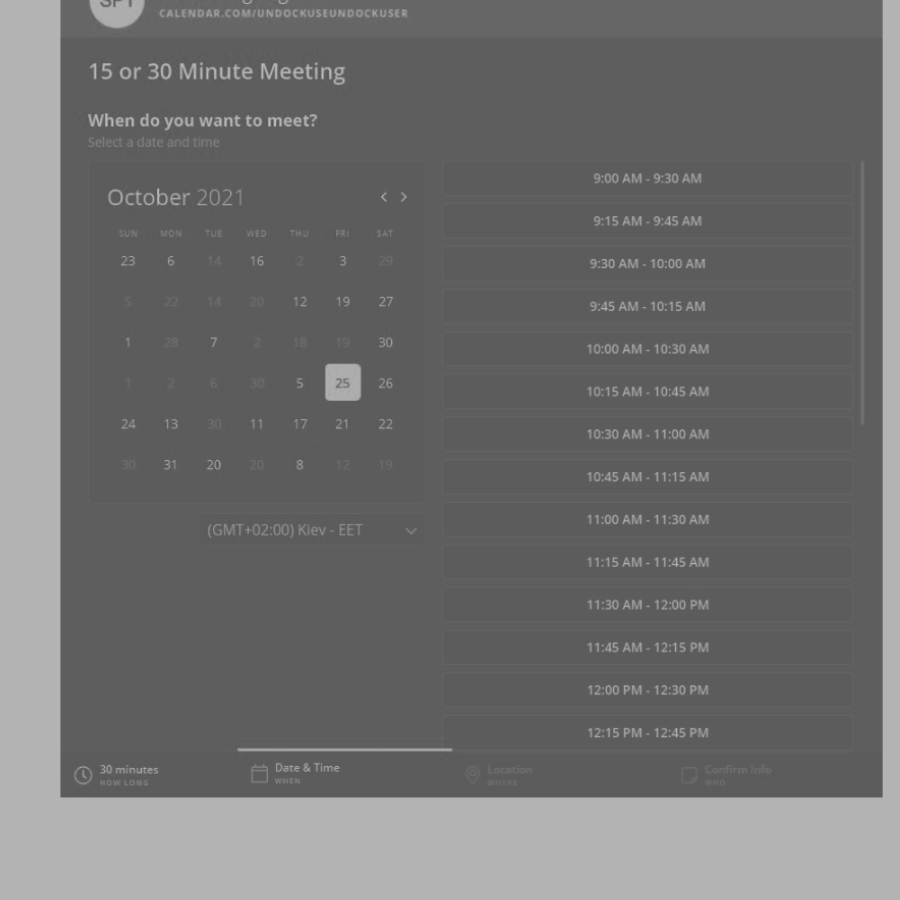 CALENDAR.COM/UNDOCKUSEUNDOCKUSER
15 or 30 Minute Meeting
When do you want to meet?
Select a date and time
October 2021
SUN MON TUE WED THU FRI SAT
23 6 14 16 2 3 29
5 22 14 20 12 19 27
1 28 7 2 18 19 30
1 2 6 30 5 25 26
24 13 30 11 17 21 22
30 31 20 20 8 12 19
(GMT+02:00) Kiev - EET
9:00 AM - 9:30 AM
9:15 AM - 9:45 AM
9:30 AM - 10:00 AM
9:45 AM - 10:15 AM
10:00 AM - 10:30 AM
10:15 AM - 10:45 AM
10:30 AM - 11:00 AM
10:45 AM - 11:15 AM
11:00 AM - 11:30 AM
11:15 AM - 11:45 AM
11:30 AM - 12:00 PM
11:45 AM - 12:15 PM
12:00 PM - 12:30 PM
12:15 PM - 12:45 PM
30 minutes
HOW LONG
Date & Time
WHEN
Location
WHERE
Confirm Info
WHO